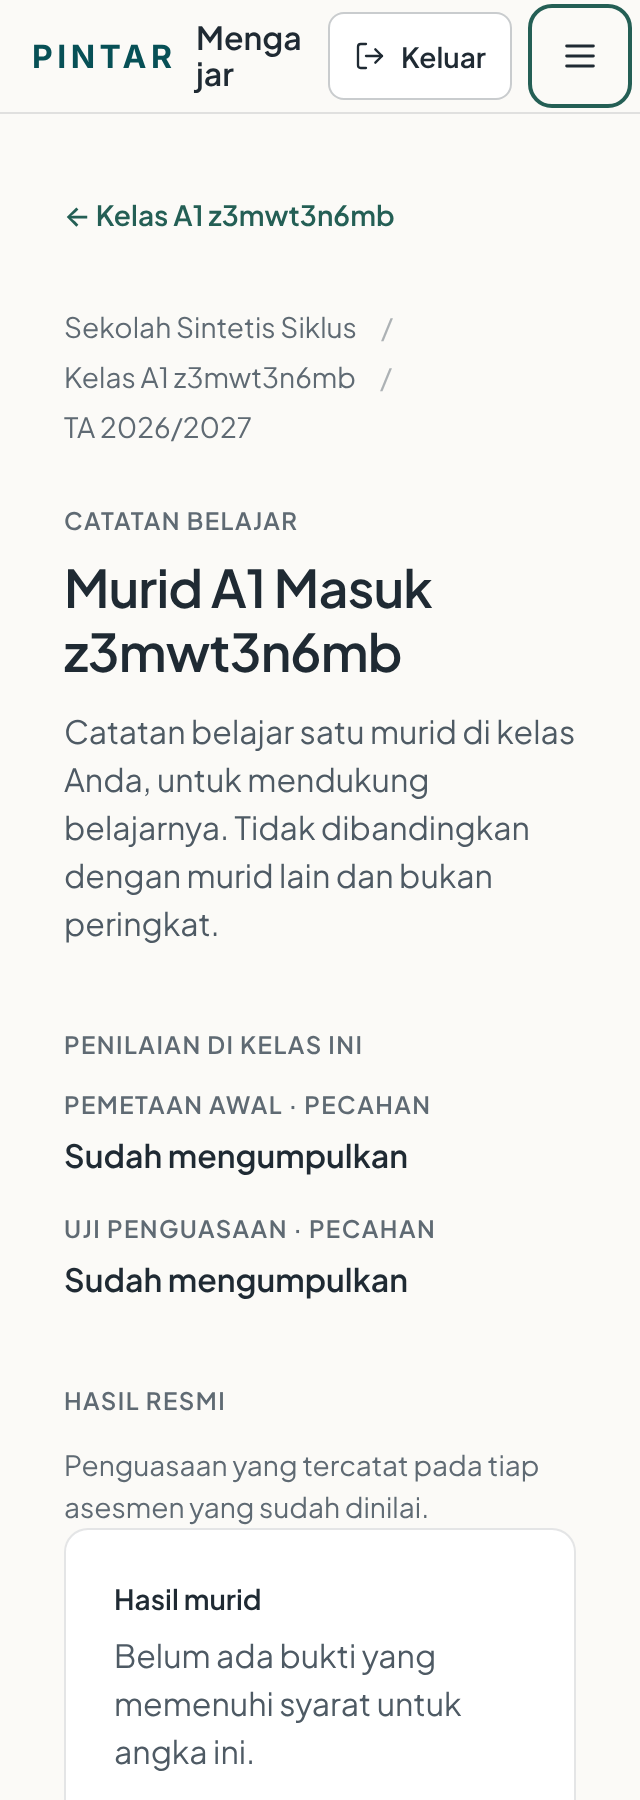 PINTAR
Menga
jar
Keluar
← Kelas A1 z3mwt3n6mb
Sekolah Sintetis Siklus /
Kelas A1 z3mwt3n6mb /
TA 2026/2027
CATATAN BELAJAR
Murid A1 Masuk
z3mwt3n6mb
Catatan belajar satu murid di kelas
Anda, untuk mendukung
belajarnya. Tidak dibandingkan
dengan murid lain dan bukan
peringkat.
PENILAIAN DI KELAS INI
PEMETAAN AWAL · PECAHAN
Sudah mengumpulkan
UJI PENGUASAAN · PECAHAN
Sudah mengumpulkan
HASIL RESMI
Penguasaan yang tercatat pada tiap
asesmen yang sudah dinilai.
Hasil murid
Belum ada bukti yang
memenuhi syarat untuk
angka ini.